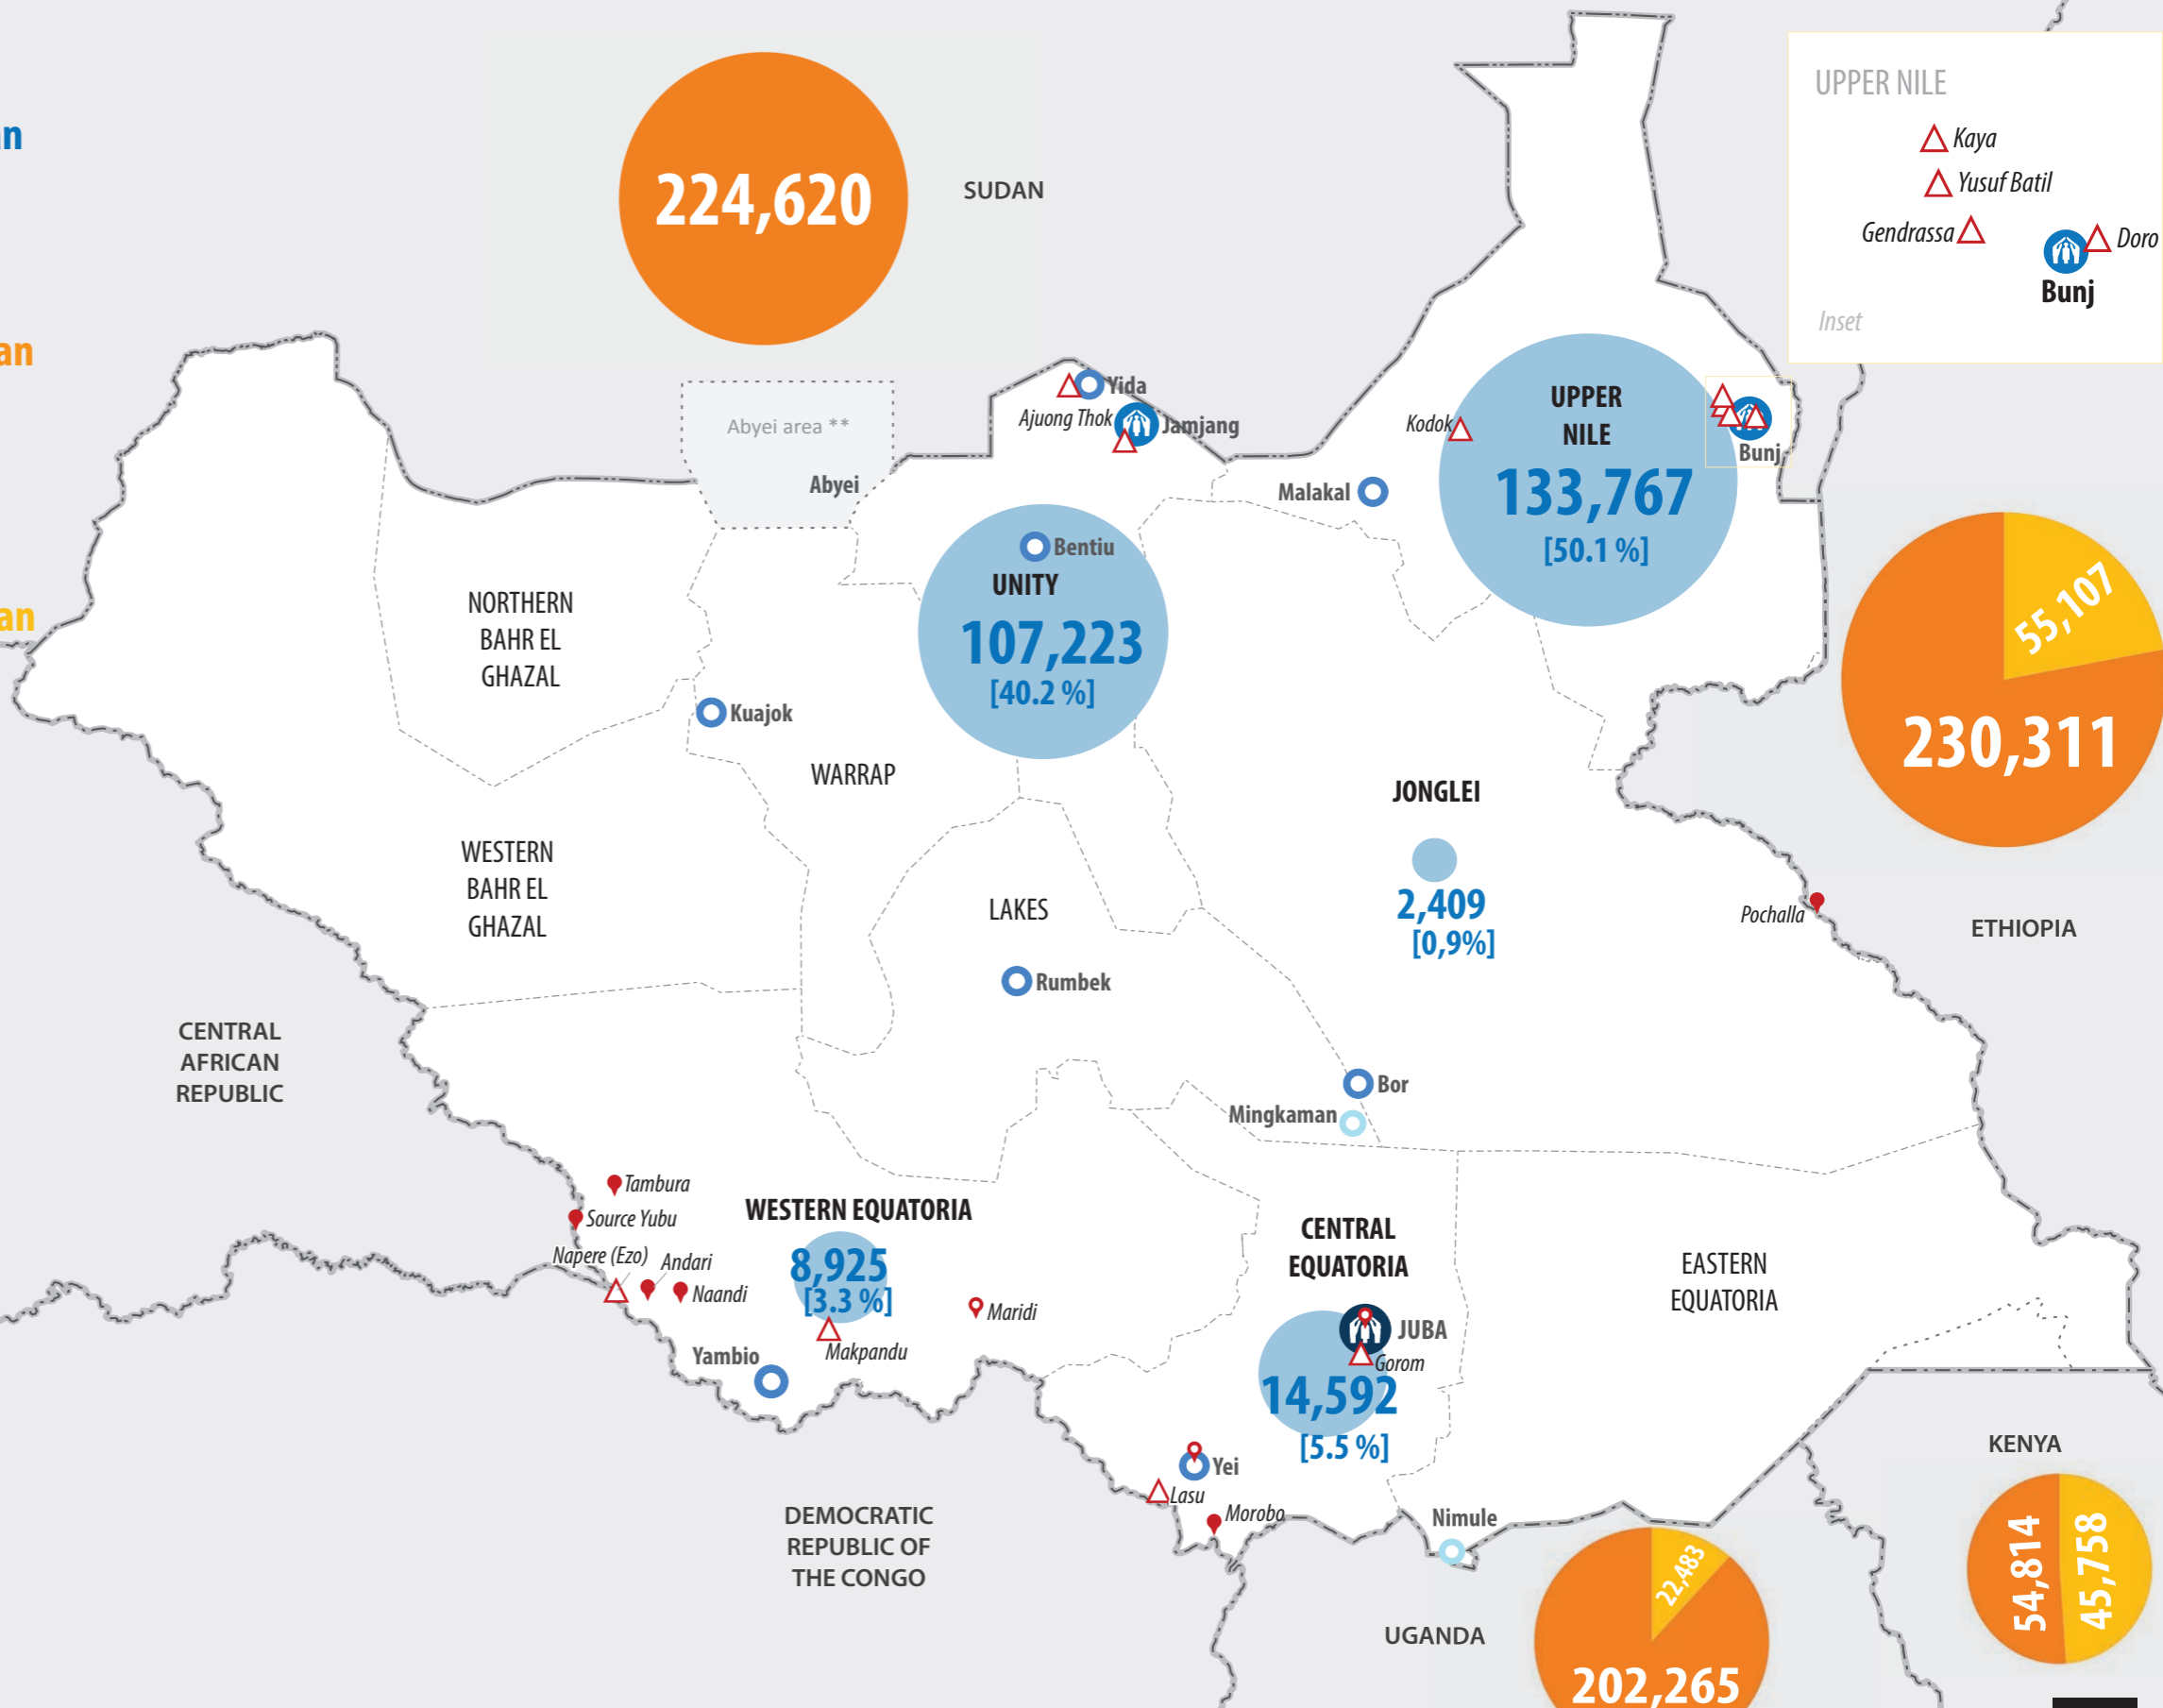 an
an
an
224,620
SUDAN
UPPER NILE
Kaya
Yusuf Batil
Gendrassa
Doro
Bunj
Inset
Abyei area **
Abyei
Yida
Ajuong Thok
Jamjang
Kodok
UPPER
NILE
133,767
[50.1 %]
Bunj
Malakal
Bentiu
UNITY
107,223
[40.2 %]
55,107
230,311
ETHIOPIA
NORTHERN
BAHR EL
GHAZAL
Kuajok
WARRAP
JONGLEI
2,409
[0,9%]
Pochalla
WESTERN
BAHR EL
GHAZAL
LAKES
Rumbek
CENTRAL
AFRICAN
REPUBLIC
Bor
Mingkaman
Tambura
Source Yubu
Napere (Ezo)
Andari
Naandi
WESTERN EQUATORIA
8,925
[3.3 %]
Makpandu
Maridi
Yambio
CENTRAL
EQUATORIA
JUBA
Gorom
14,592
[5.5 %]
EASTERN
EQUATORIA
Yei
Lasu
Morobo
Nimule
DEMOCRATIC
REPUBLIC OF
THE CONGO
UGANDA
22,483
202,265
KENYA
54,814
45,758